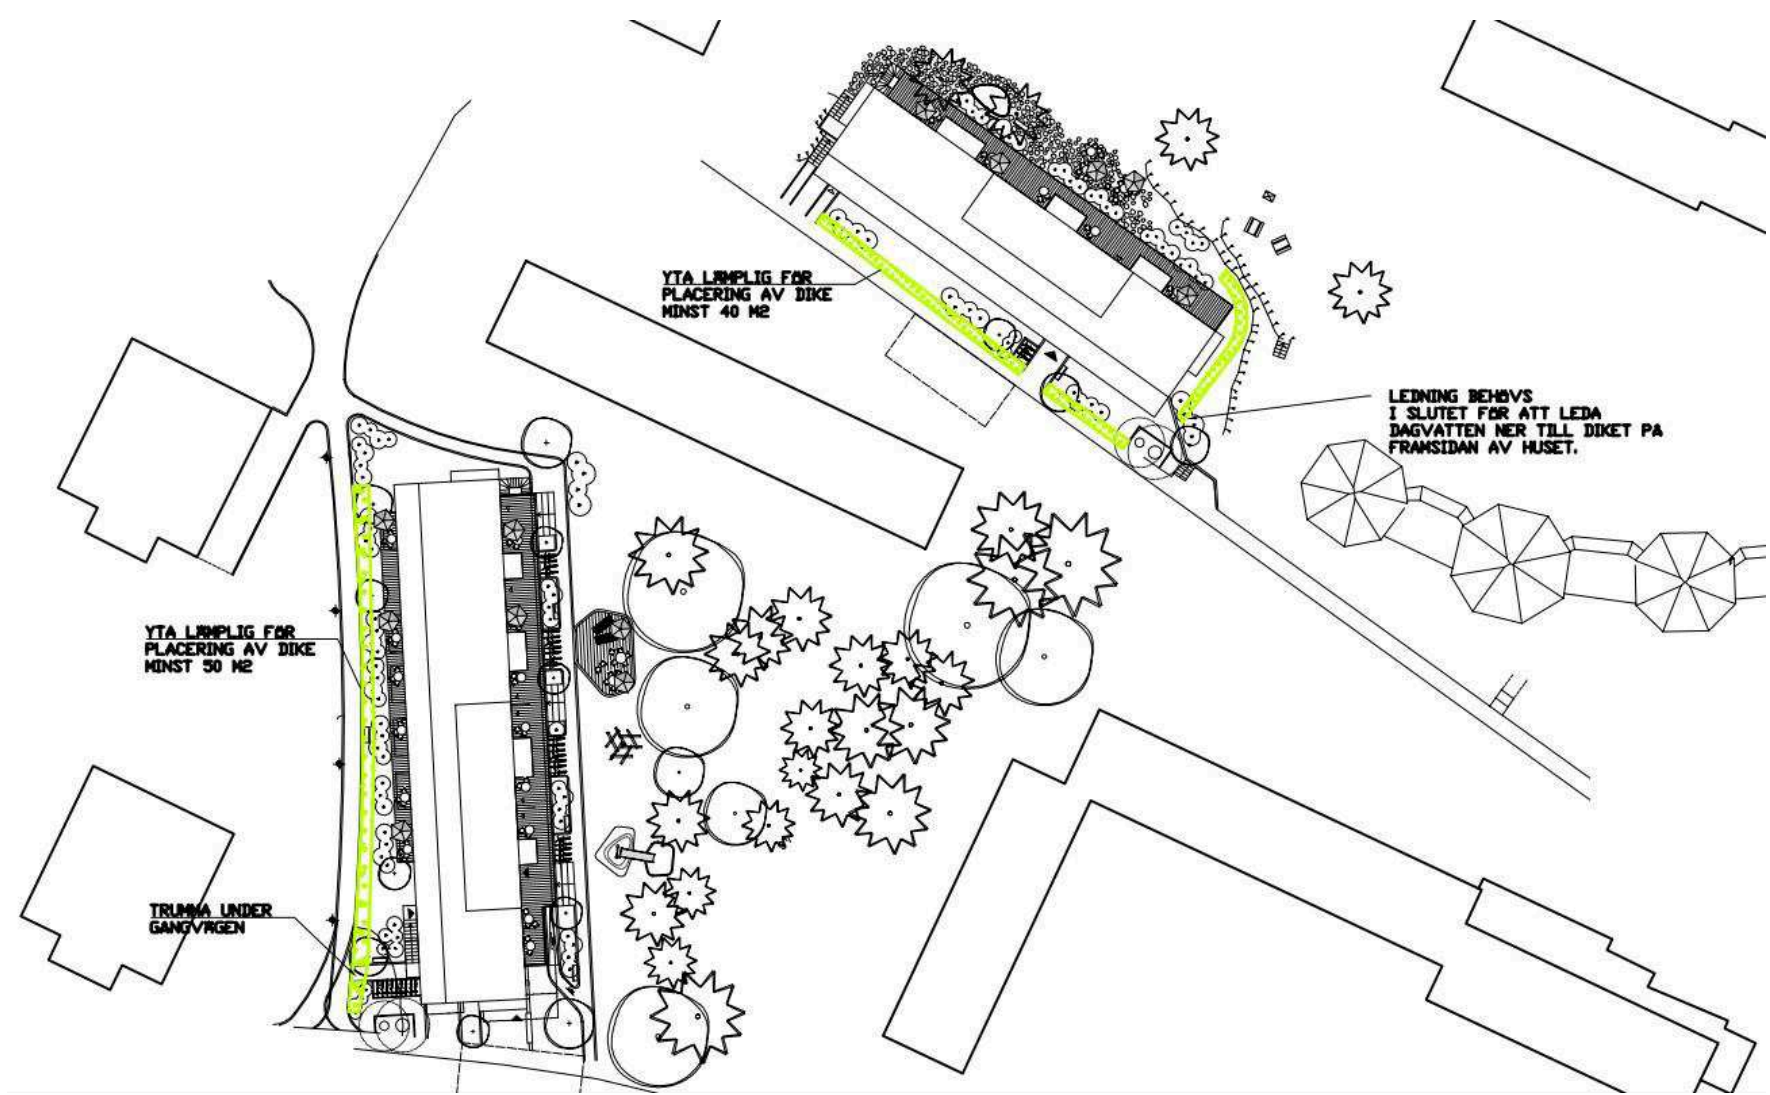 YTA LÄMPLIG FÖR
PLACERING AV DIKE
MINST 40 M2
LEDNING BEHÖVS
I SLUTET FÖR ATT LEDA
DAGVATTEN NER TILL DIKET PÅ
FRAMSIDAN AV HUSET.
YTA LÄMPLIG FÖR
PLACERING AV DIKE
MINST 50 M2
TRUMMA UNDER
GÅNGVÄGEN